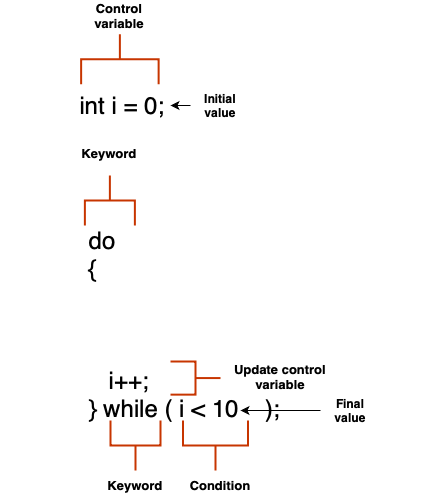 Control
variable
int i = 0;
Initial
value
Keyword
do
{
i++;
Update control
variable
} while ( i < 10 );
Final
value
Keyword
Condition